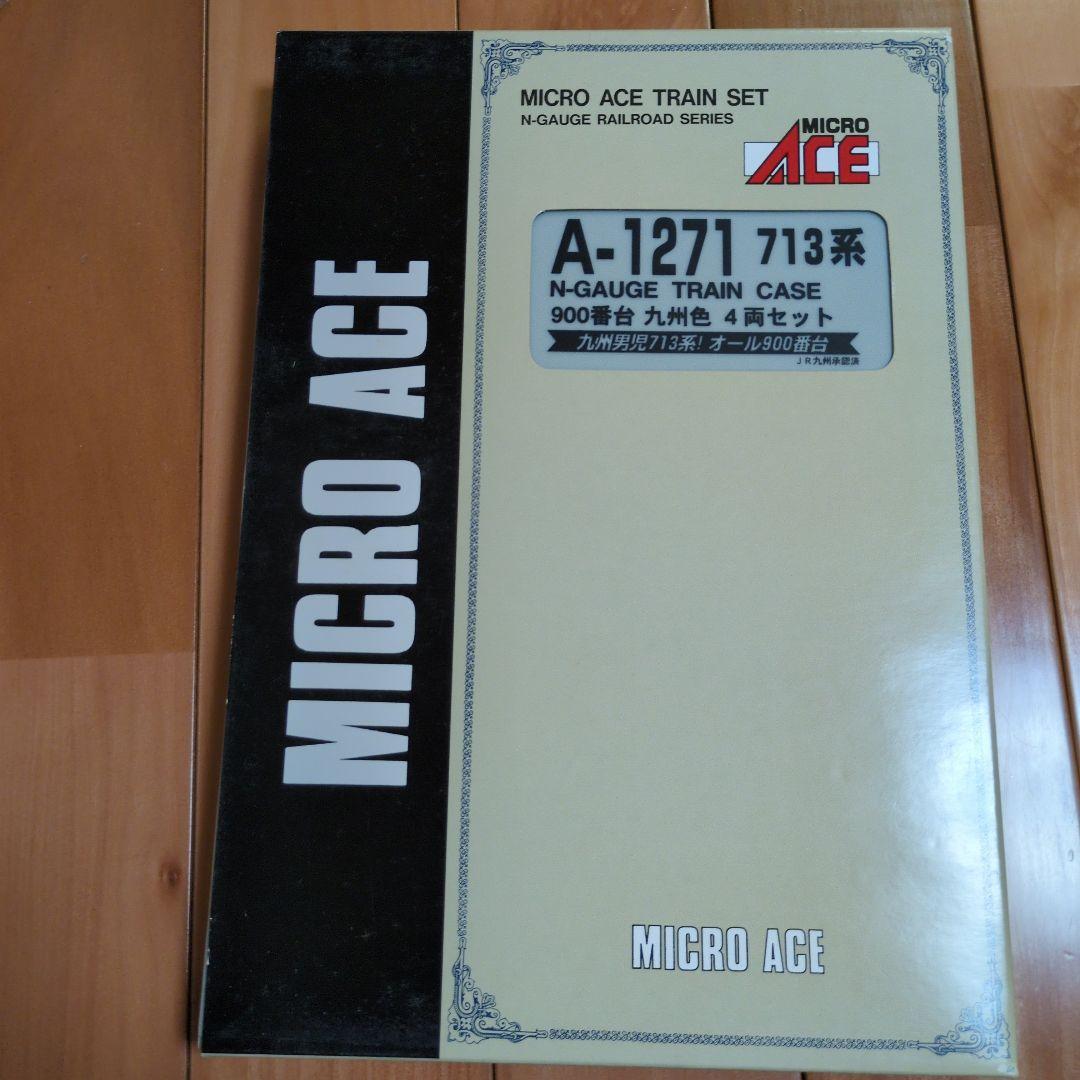 MICRO ACE
MICRO ACE TRAIN SET
N-GAUGE RAILROAD SERIES
MICRO
ACE
A-1271 713系
N-GAUGE TRAIN CASE
900番台 九州色 4両セット
九州男児713系! オール900番台
JR九州承認済
MICRO ACE